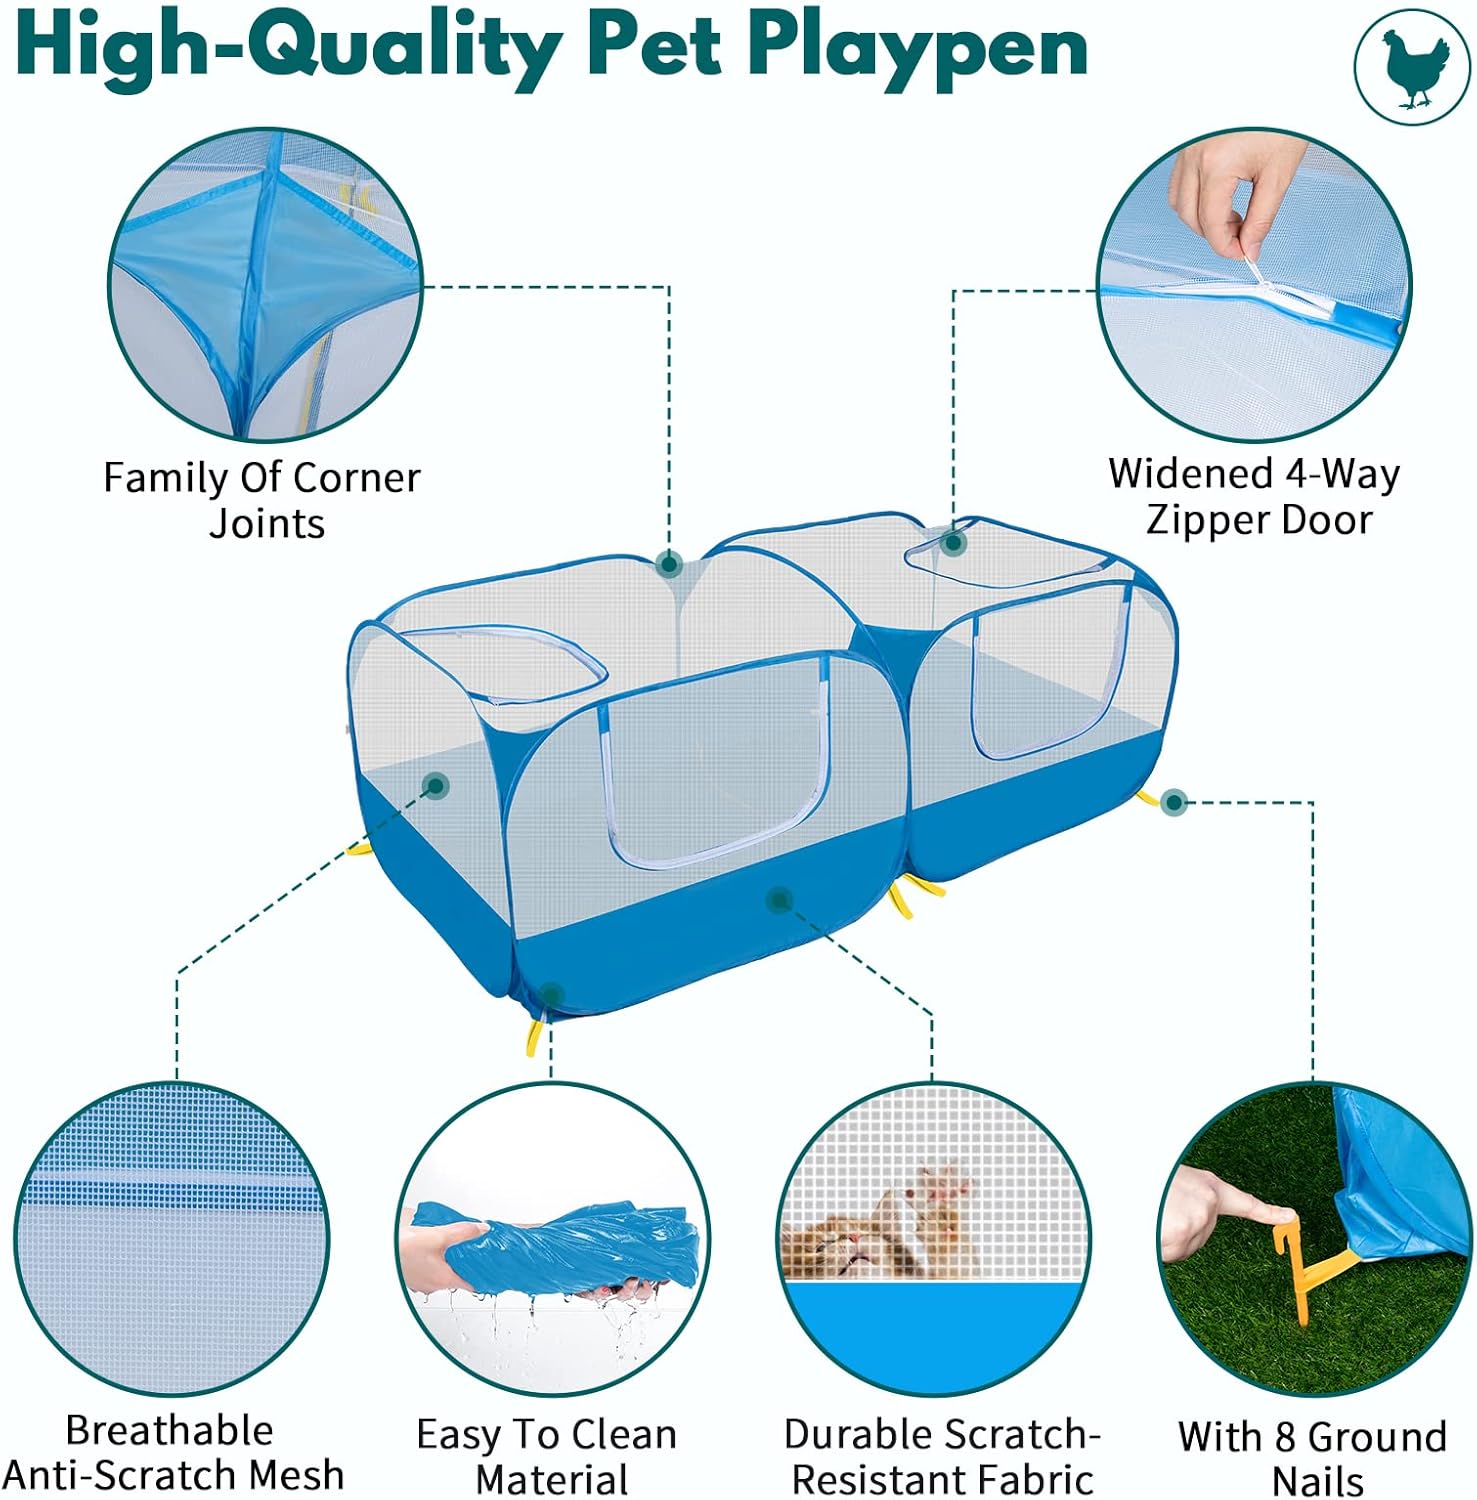 High-Quality Pet Playpen
Family Of Corner
Joints
Widened 4-Way
Zipper Door
Breathable
Anti-Scratch Mesh
Easy To Clean
Material
Durable Scratch-
Resistant Fabric
With 8 Ground
Nails